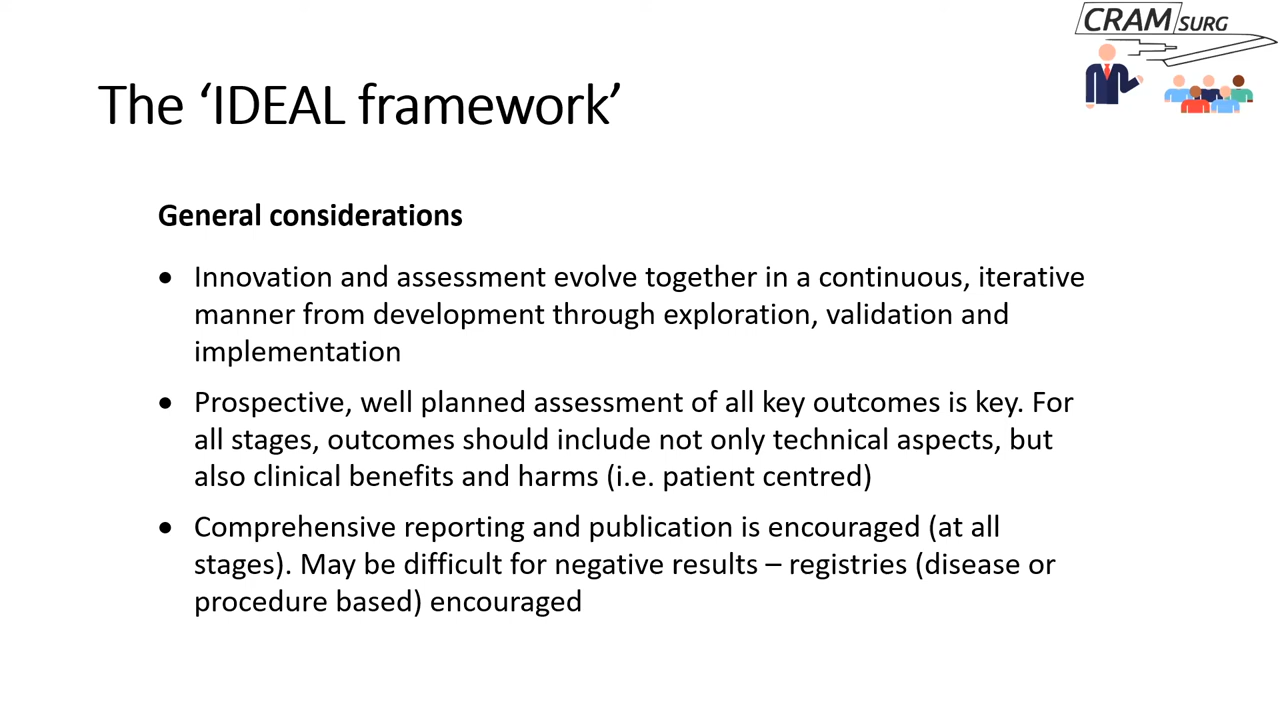 CRAM SURG
The ‘IDEAL framework’
General considerations
• Innovation and assessment evolve together in a continuous, iterative
manner from development through exploration, validation and
implementation
• Prospective, well planned assessment of all key outcomes is key. For
all stages, outcomes should include not only technical aspects, but
also clinical benefits and harms (i.e. patient centred)
• Comprehensive reporting and publication is encouraged (at all
stages). May be difficult for negative results – registries (disease or
procedure based) encouraged